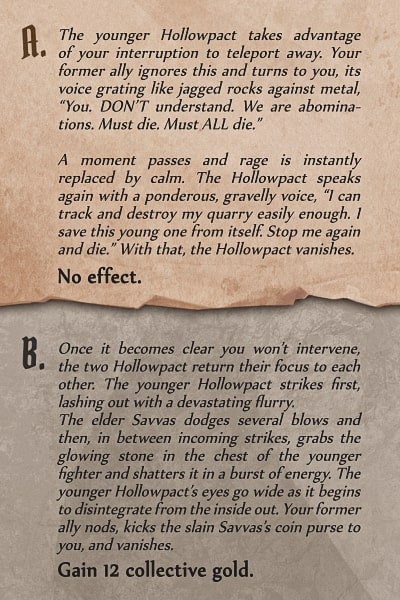 A.
The younger Hollowpact takes advantage
of your interruption to teleport away. Your
former ally ignores this and turns to you, its
voice grating like jagged rocks against metal,
“You. DON’T understand. We are abomina-
tions. Must die. Must ALL die.”
A moment passes and rage is instantly
replaced by calm. The Hollowpact speaks
again with a ponderous, gravelly voice, “I can
track and destroy my quarry easily enough. I
save this young one from itself. Stop me again
and die.” With that, the Hollowpact vanishes.
No effect.
B.
Once it becomes clear you won’t intervene,
the two Hollowpact return their focus to each
other. The younger Hollowpact strikes first,
lashing out with a devastating flurry.
The elder Savvas dodges several blows and
then, in between incoming strikes, grabs the
glowing stone in the chest of the younger
fighter and shatters it in a burst of energy. The
younger Hollowpact’s eyes go wide as it begins
to disintegrate from the inside out. Your former
ally nods, kicks the slain Savvas’s coin purse to
you, and vanishes.
Gain 12 collective gold.